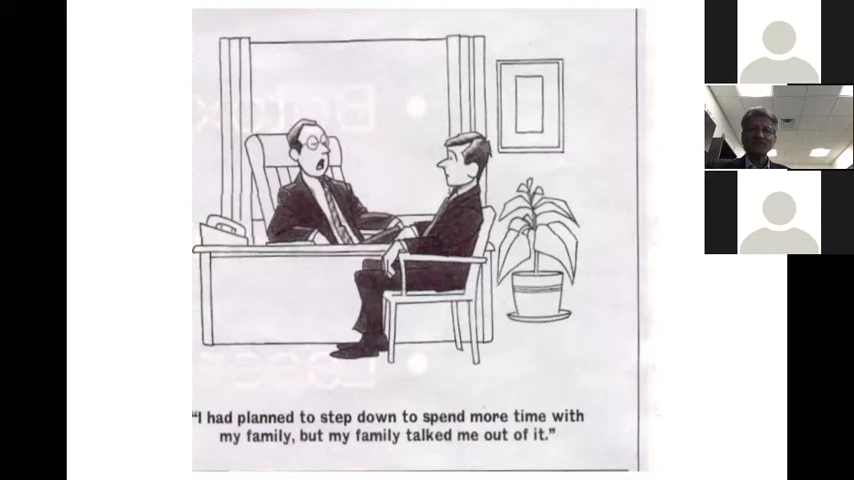 “I had planned to step down to spend more time with
my family, but my family talked me out of it.”